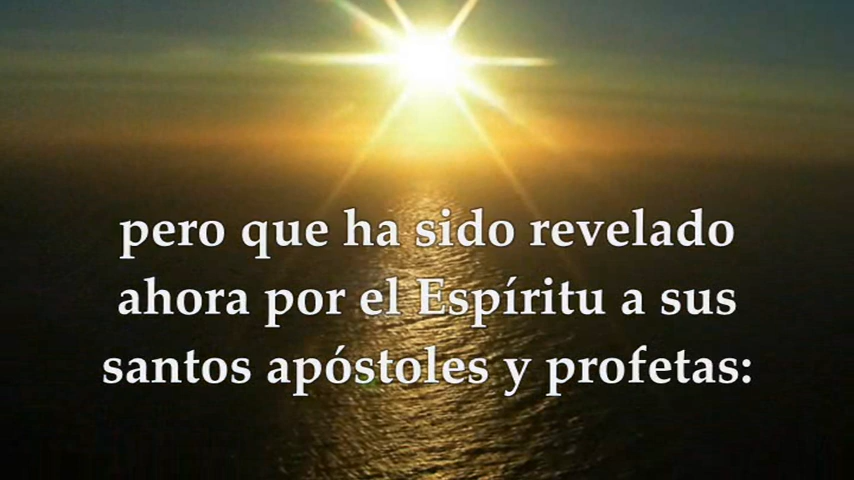 pero que ha sido revelado
ahora por el Espíritu a sus
santos apóstoles y profetas: